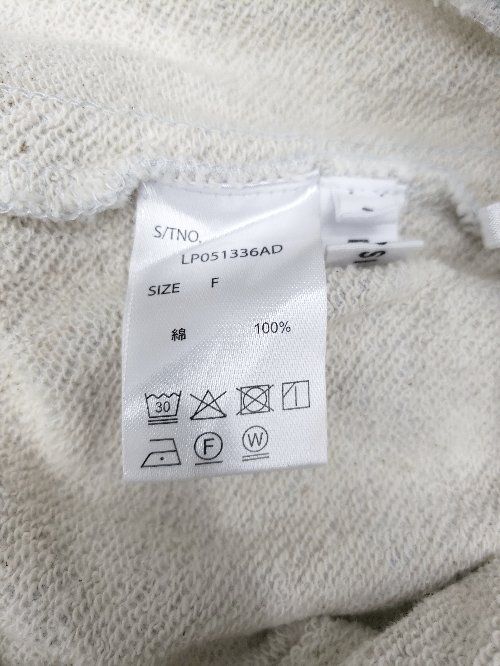 S/TNO.
LP051336AD
SIZE F
綿 100%
30
F W